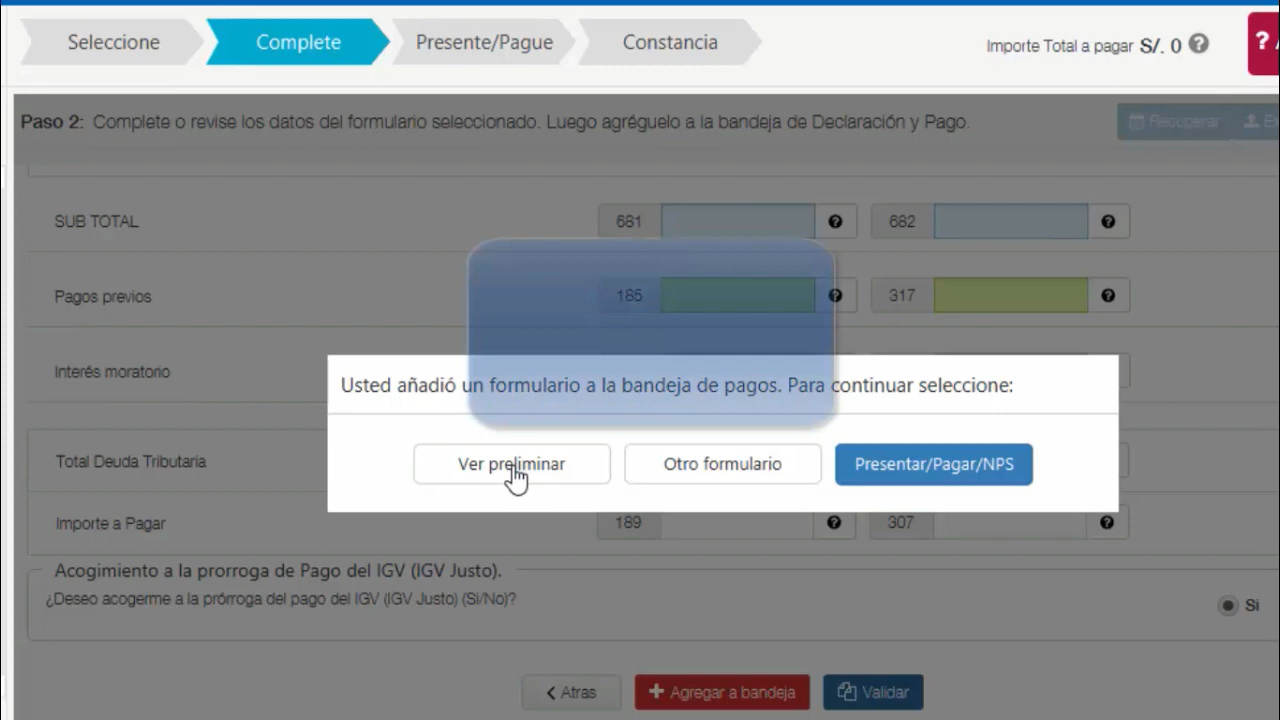 Seleccione
Complete
Presente/Pague
Constancia
Importe Total a pagar S/. 0 ?
?
Paso 2: Complete o revise los datos del formulario seleccionado. Luego agréguelo a la bandeja de Declaración y Pago.
Recuperar
SUB TOTAL 681 ? 682 ?
Pagos previos 185 ? 317 ?
Interés moratorio
Usted añadió un formulario a la bandeja de pagos. Para continuar seleccione:
Total Deuda Tributaria
Ver preliminar
Otro formulario
Presentar/Pagar/NPS
Importe a Pagar 189 ? 307 ?
Acogimiento a la prorroga de Pago del IGV (IGV Justo).
¿Deseo acogerme a la prórroga del pago del IGV (IGV Justo) (Si/No)?
Si
Atras
Agregar a bandeja
Validar